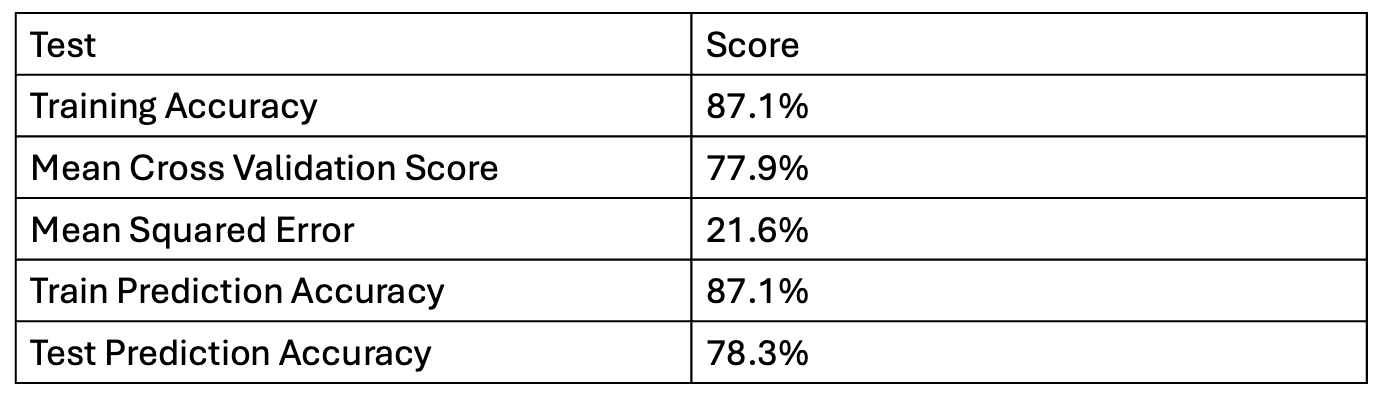 Test Score
Training Accuracy 87.1%
Mean Cross Validation Score 77.9%
Mean Squared Error 21.6%
Train Prediction Accuracy 87.1%
Test Prediction Accuracy 78.3%